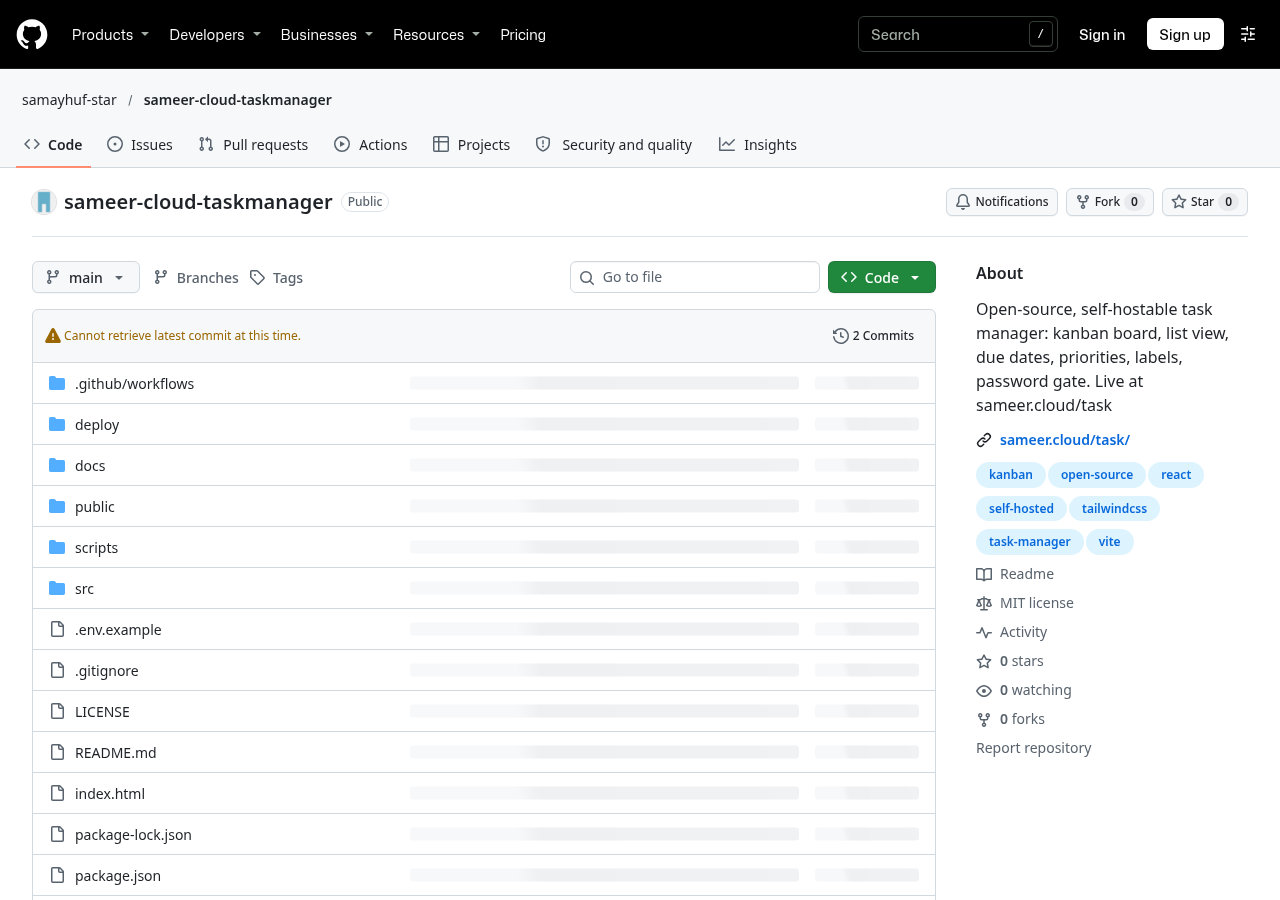 Products Developers Businesses Resources Pricing Search / Sign in Sign up
samayhuf-star / sameer-cloud-taskmanager
Code Issues Pull requests Actions Projects Security and quality Insights
sameer-cloud-taskmanager Public Notifications Fork 0 Star 0
main Branches Tags Go to file Code
Cannot retrieve latest commit at this time. 2 Commits
.github/workflows
deploy
docs
public
scripts
src
.env.example
.gitignore
LICENSE
README.md
index.html
package-lock.json
package.json
About
Open-source, self-hostable task
manager: kanban board, list view,
due dates, priorities, labels,
password gate. Live at
sameer.cloud/task
sameer.cloud/task/
kanban open-source react
self-hosted tailwindcss
task-manager vite
Readme
MIT license
Activity
0 stars
0 watching
0 forks
Report repository